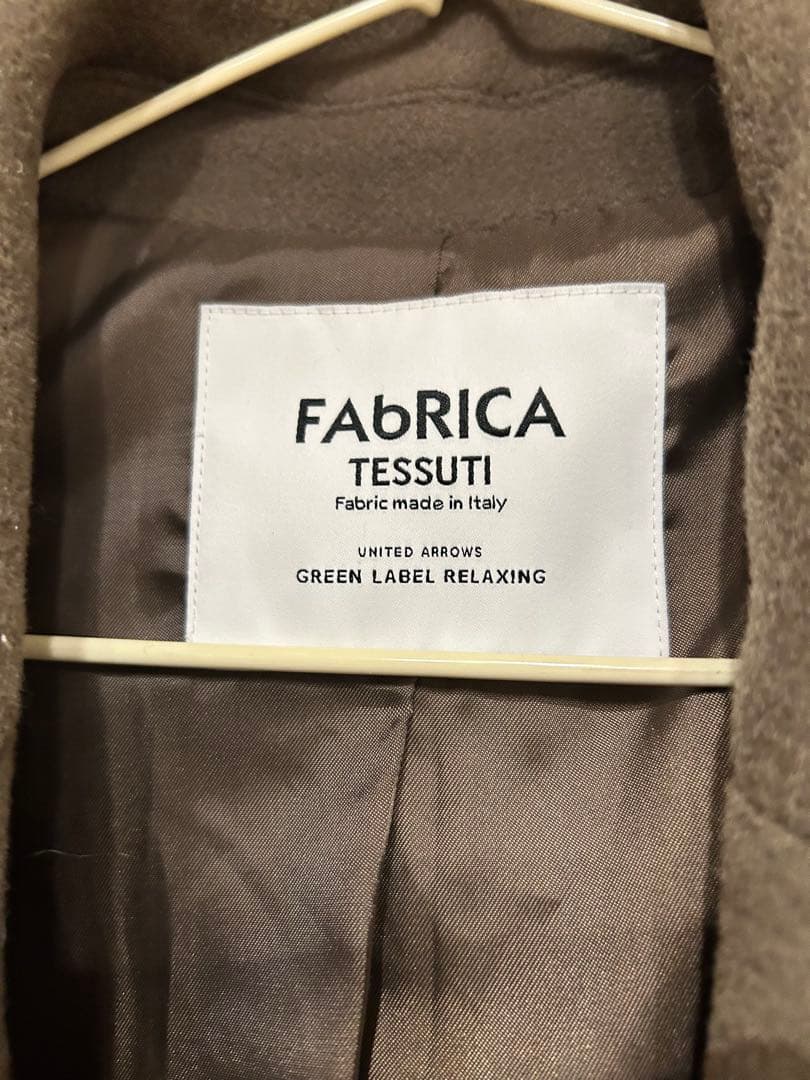 FAbRICA
TESSUTI
Fabric made in Italy
UNITED ARROWS
GREEN LABEL RELAXING